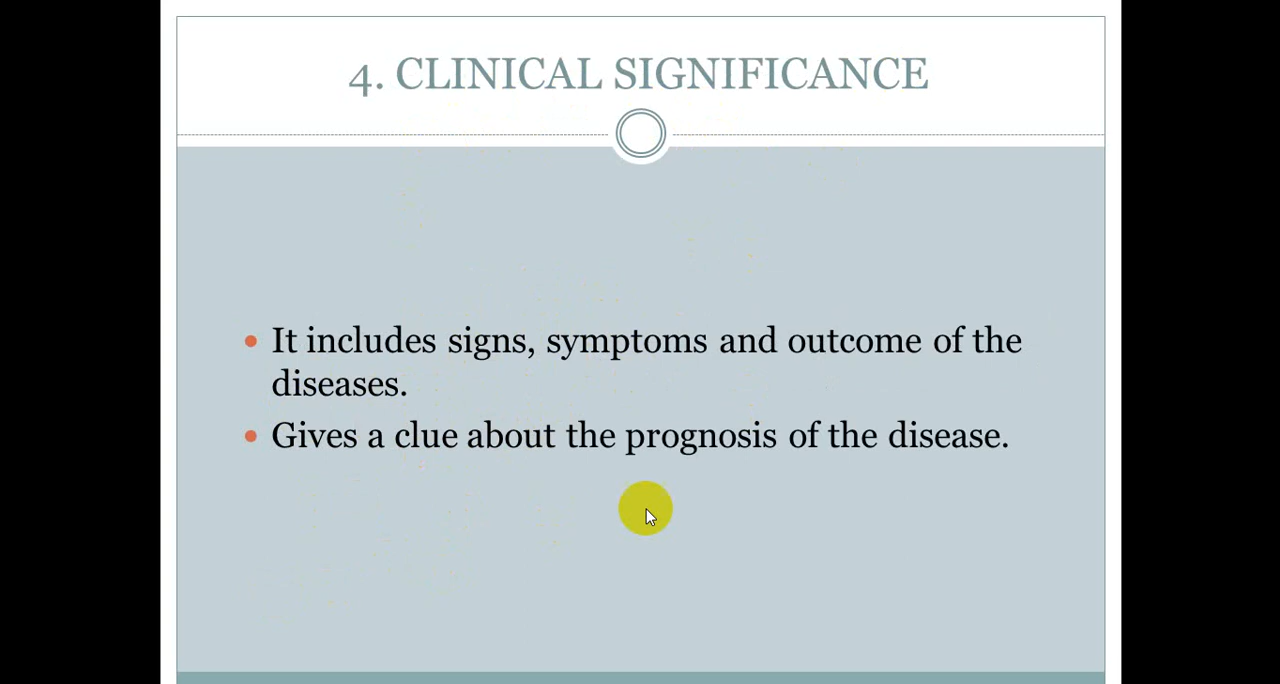 4. CLINICAL SIGNIFICANCE
• It includes signs, symptoms and outcome of the
diseases.
• Gives a clue about the prognosis of the disease.